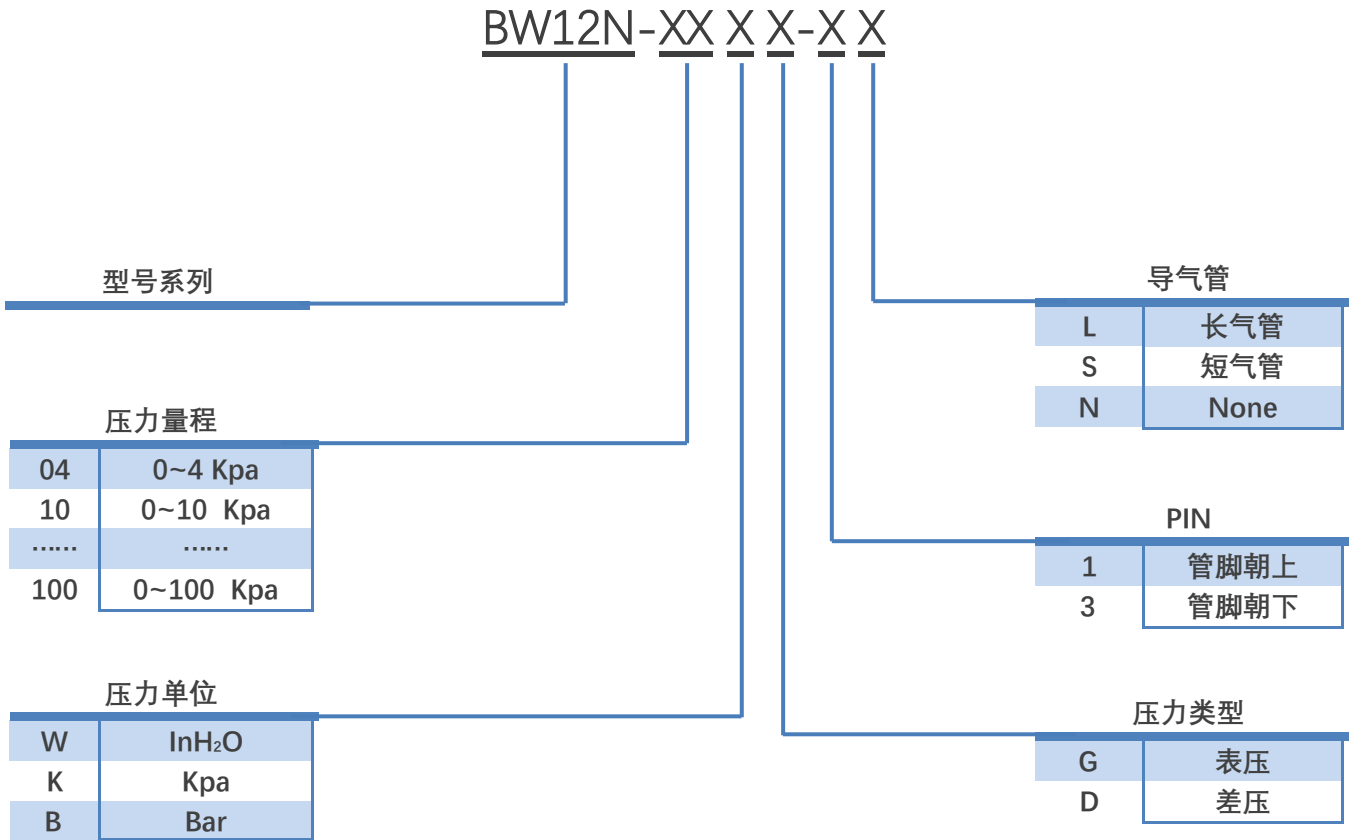 BW12N-XX X X-X X
型号系列
压力量程
04 0~4 Kpa
10 0~10 Kpa
…… ……
100 0~100 Kpa
压力单位
W InH₂O
K Kpa
B Bar
导气管
L 长气管
S 短气管
N None
PIN
1 管脚朝上
3 管脚朝下
压力类型
G 表压
D 差压